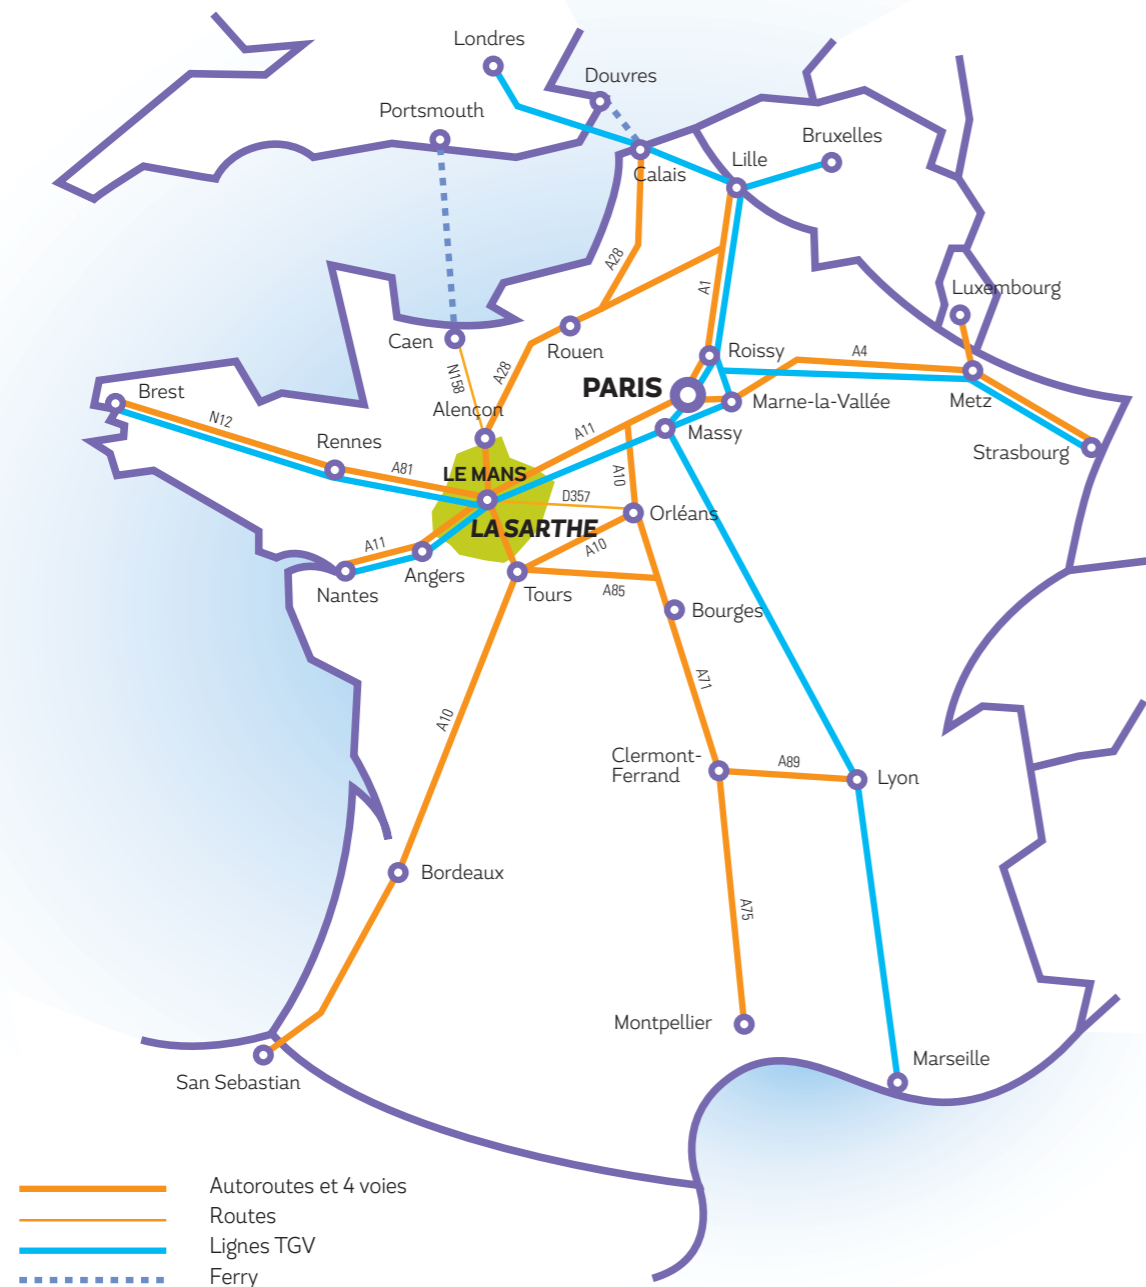 Londres
Douvres
Portsmouth
Bruxelles
Lille
Calais
A28
A1
Luxembourg
Caen
Rouen
Roissy
A4
N158
A28
PARIS
Marne-la-Vallée
Metz
Brest
Alençon
N12
Rennes
A11
Massy
Strasbourg
A81
LE MANS
A10
D357
LA SARTHE
Orléans
A11
A10
Angers
Nantes
Tours
A85
Bourges
A71
A10
Clermont-
Ferrand
A89
Lyon
Bordeaux
A75
Montpellier
Marseille
San Sebastian
Autoroutes et 4 voies
Routes
Lignes TGV
Ferry